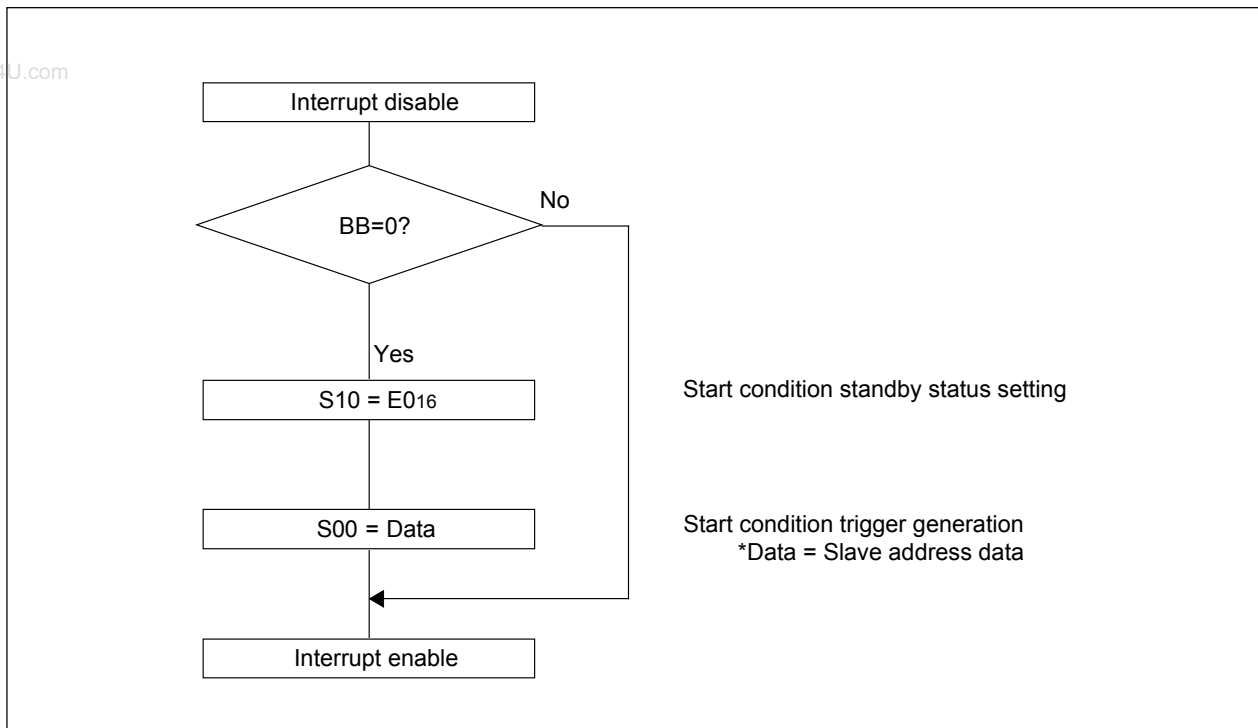 4U.com
Interrupt disable
No
BB=0?
Yes
S10 = E016
Start condition standby status setting
S00 = Data
Start condition trigger generation
*Data = Slave address data
Interrupt enable